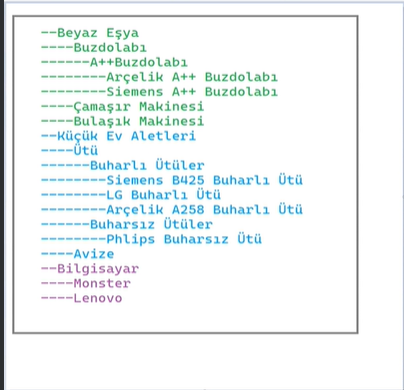 --Beyaz Eşya
----Buzdolabı
------A++Buzdolabı
--------Arçelik A++ Buzdolabı
--------Siemens A++ Buzdolabı
----Çamaşır Makinesi
----Bulaşık Makinesi
--Küçük Ev Aletleri
----Ütü
------Buharlı Ütüler
--------Siemens B425 Buharlı Ütü
--------LG Buharlı Ütü
--------Arçelik A258 Buharlı Ütü
------Buharsız Ütüler
--------Phlips Buharsız Ütü
----Avize
--Bilgisayar
----Monster
----Lenovo